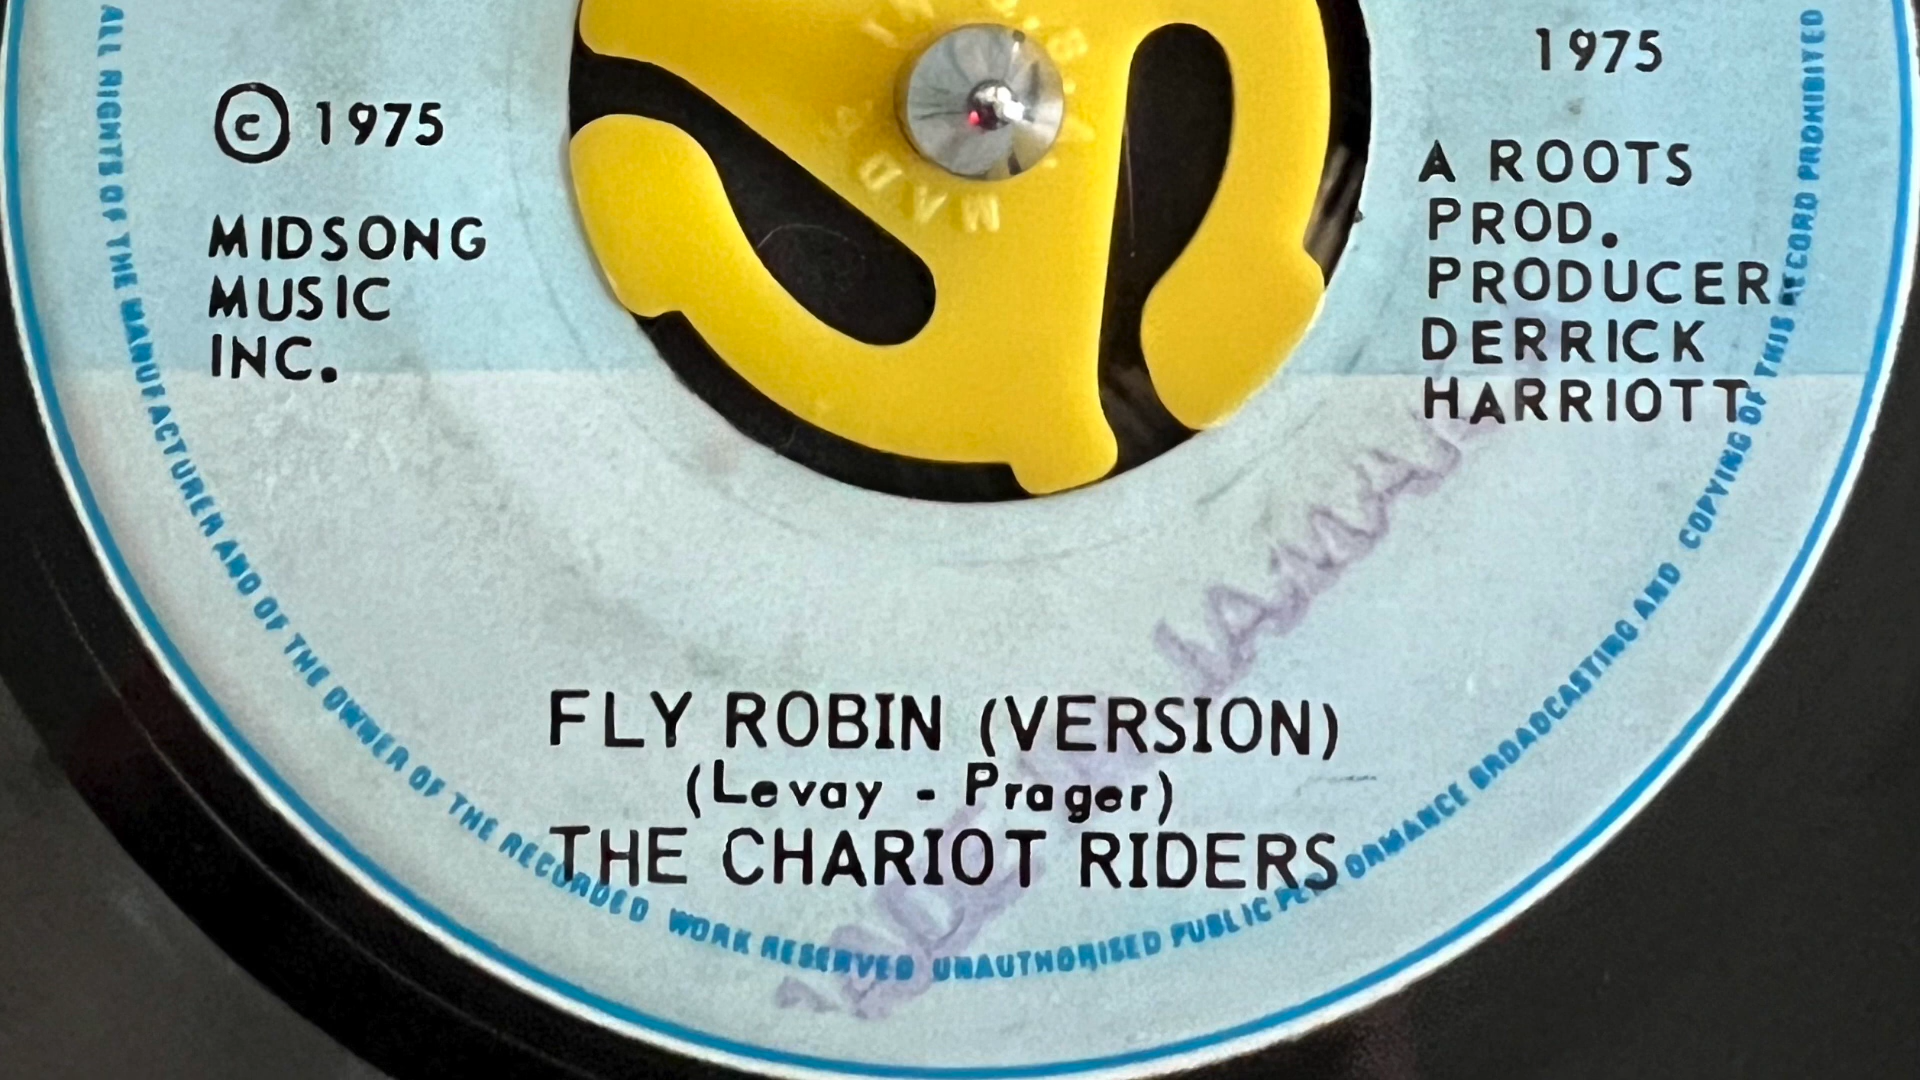 © 1975
MIDSONG
MUSIC
INC.
1975
A ROOTS
PROD.
PRODUCER
DERRICK
HARRIOTT
FLY ROBIN (VERSION)
(Levay - Prager)
THE CHARIOT RIDERS
ALL RIGHTS OF THE MANUFACTURER AND OF THE OWNER OF THE RECORDED WORK RESERVED UNAUTHORISED PUBLIC PERFORMANCE BROADCASTING AND COPYING OF THIS RECORD PROHIBITED